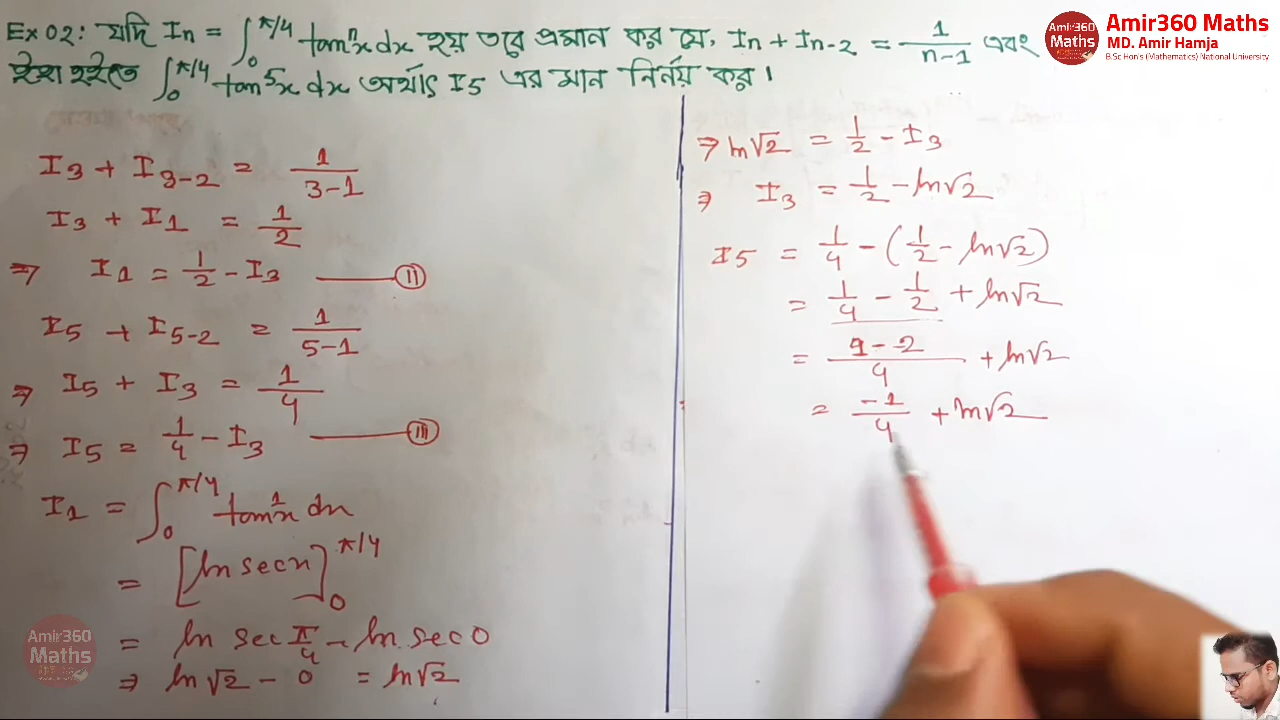 Ex 02: যদি In = ∫₀^π/4 tanⁿx dx হয় তবে প্রমান কর যে, In + In-2 = 1/n-1 এবং
ইহা হইতে ∫₀^π/4 tan⁵x dx অর্থাৎ I5 এর মান নির্নয় কর।
Amir360 Maths
MD. Amir Hamja
B.Sc Hon's (Mathematics) National University
Amir360
Maths
I3 + I3-2 = 1/3-1
I3 + I1 = 1/2
⇒ I1 = 1/2 - I3 —— (ii)
I5 + I5-2 = 1/5-1
⇒ I5 + I3 = 1/4
⇒ I5 = 1/4 - I3 —— (iii)
I1 = ∫₀^π/4 tan¹x dx
= [ln secx]₀^π/4
= ln sec π/4 - ln sec 0
⇒ ln√2 - 0 = ln√2
⇒ ln√2 = 1/2 - I3
⇒ I3 = 1/2 - ln√2
I5 = 1/4 - (1/2 - ln√2)
= 1/4 - 1/2 + ln√2
= 1-2/4 + ln√2
= -1/4 + ln√2
Amir360
Maths